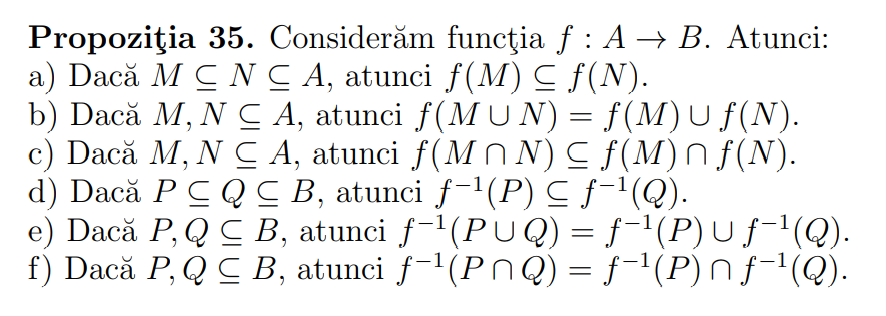 Propoziţia 35. Considerăm funcţia f : A → B. Atunci:
a) Dacă M ⊆ N ⊆ A, atunci f(M) ⊆ f(N).
b) Dacă M, N ⊆ A, atunci f(M ∪ N) = f(M) ∪ f(N).
c) Dacă M, N ⊆ A, atunci f(M ∩ N) ⊆ f(M) ∩ f(N).
d) Dacă P ⊆ Q ⊆ B, atunci f⁻¹(P) ⊆ f⁻¹(Q).
e) Dacă P, Q ⊆ B, atunci f⁻¹(P ∪ Q) = f⁻¹(P) ∪ f⁻¹(Q).
f) Dacă P, Q ⊆ B, atunci f⁻¹(P ∩ Q) = f⁻¹(P) ∩ f⁻¹(Q).